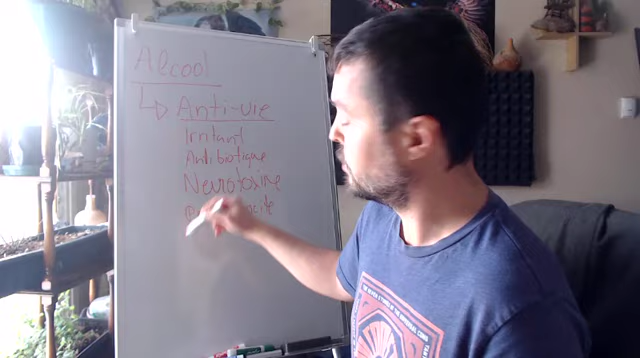 Alcool
↳ Anti-vie
Irritant
Antibiotique
Neurotoxine